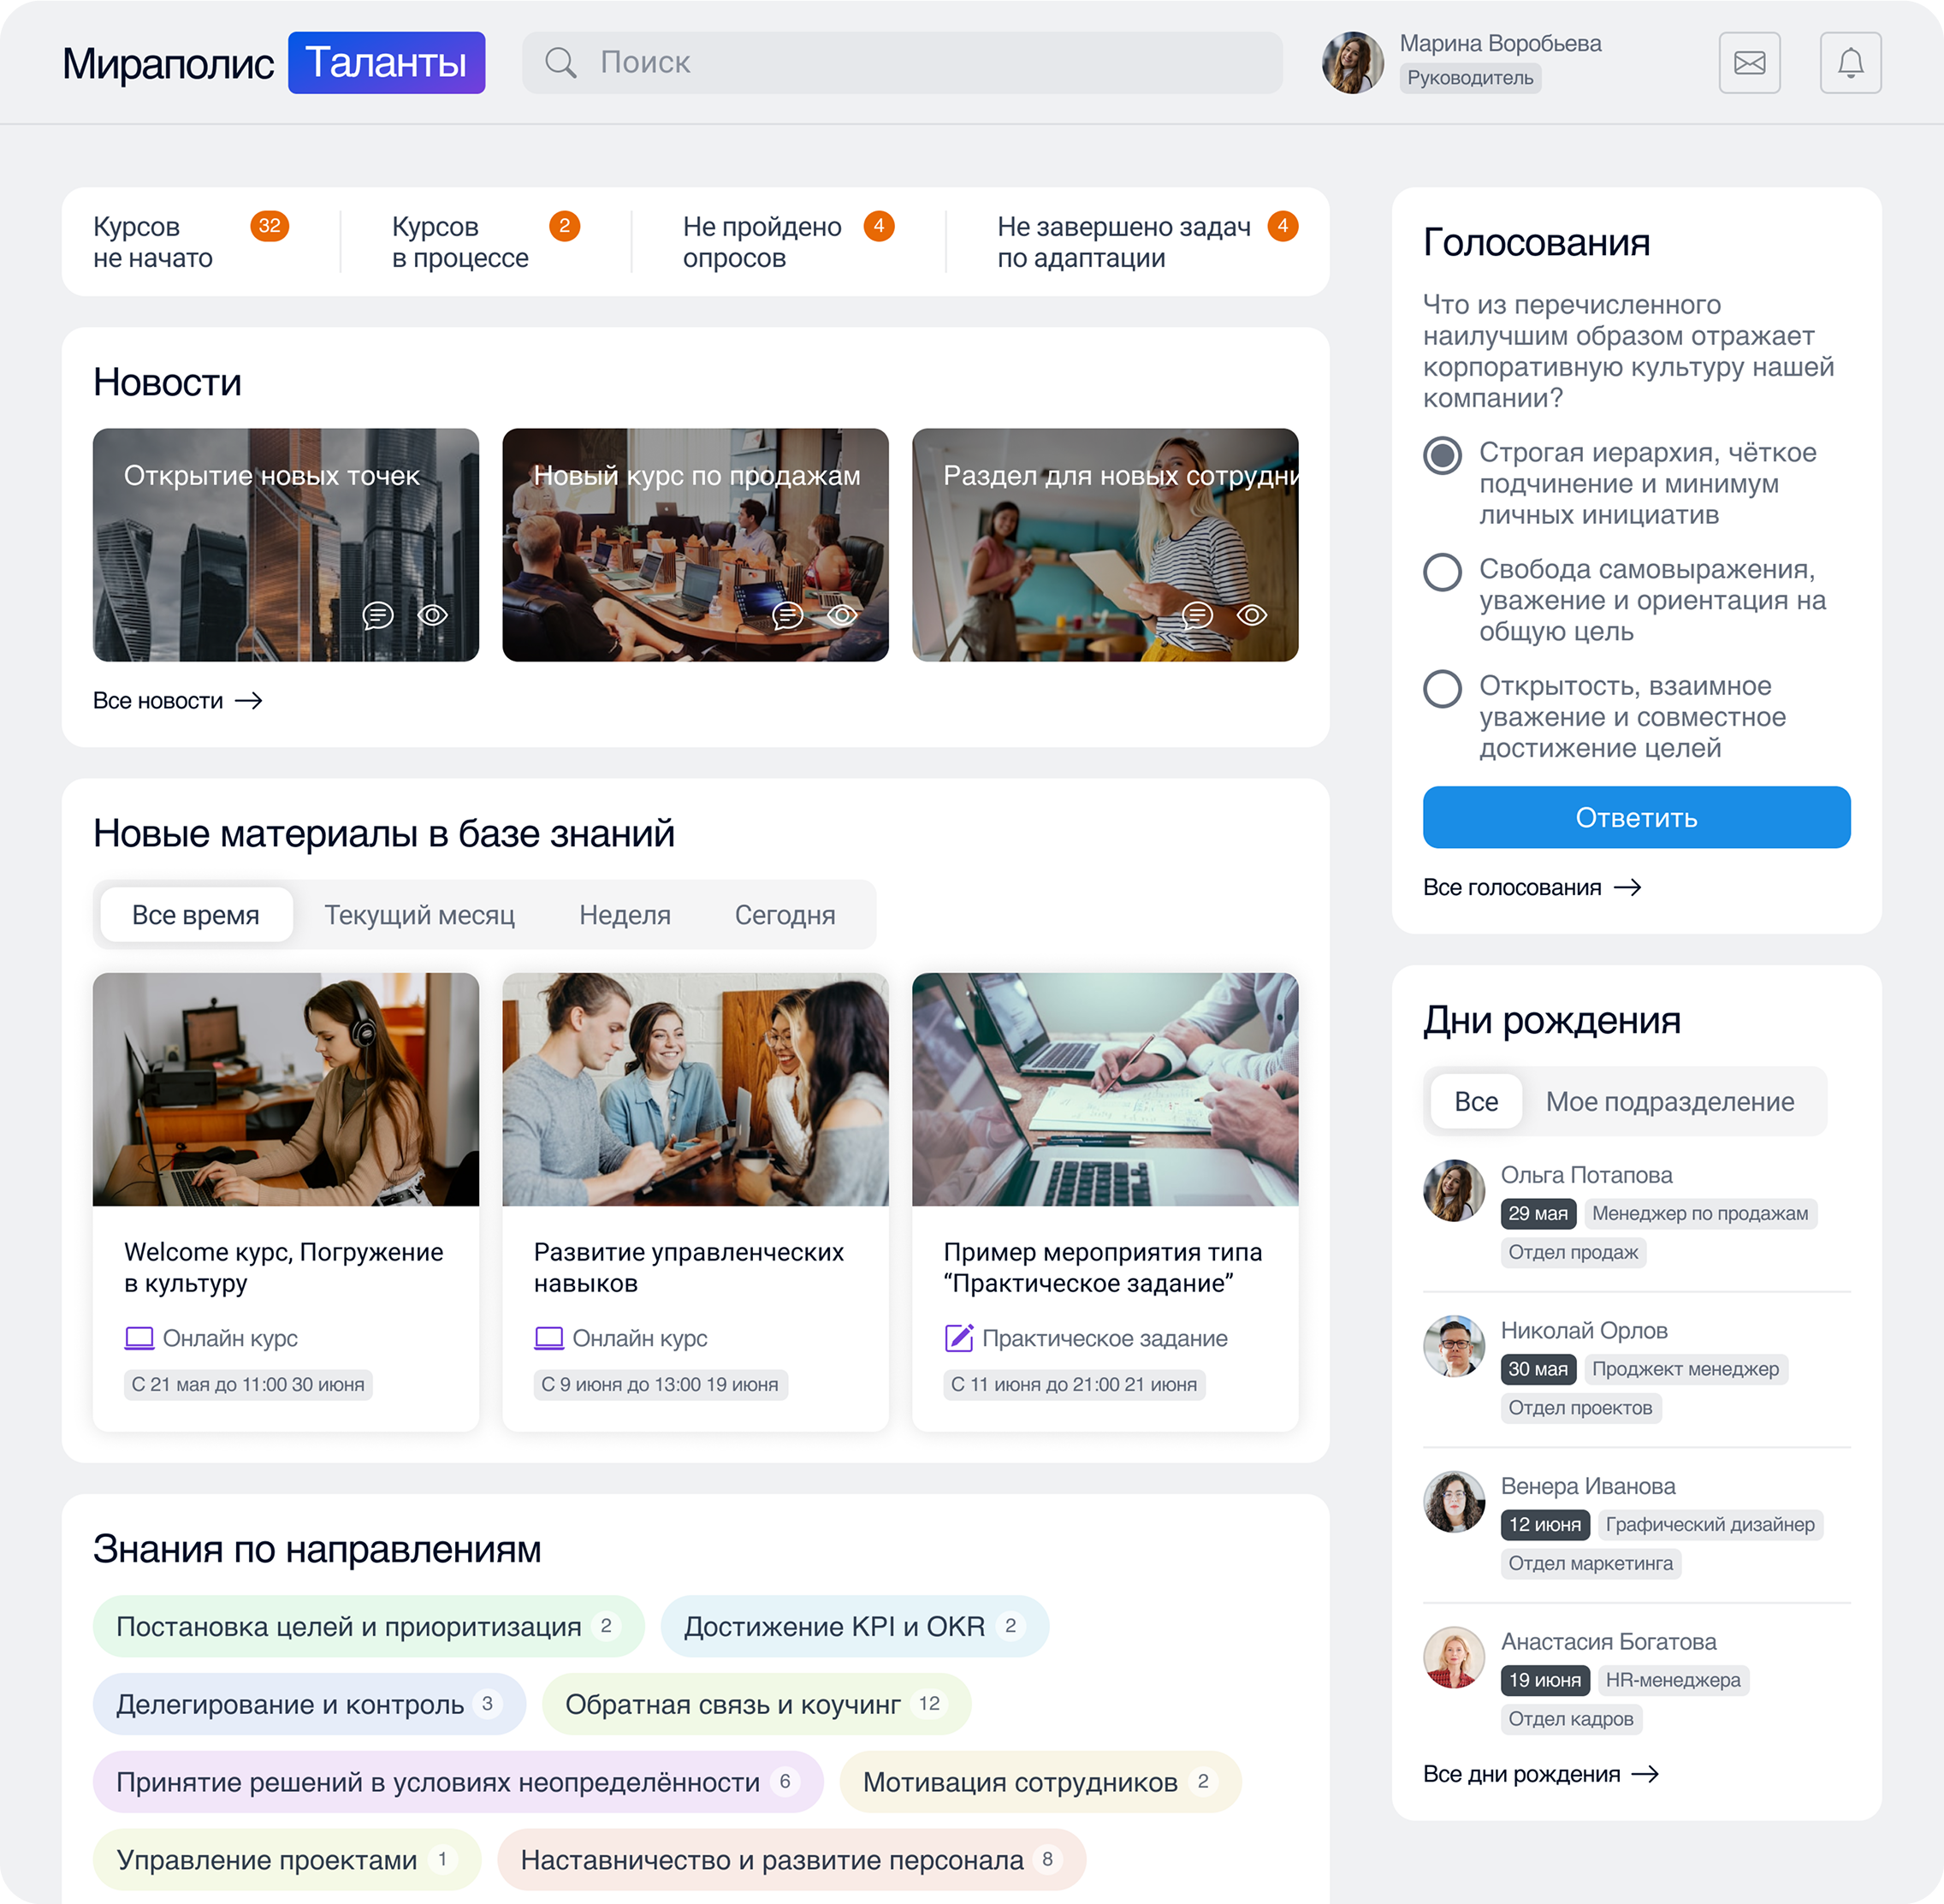 Мираполис Таланты
Поиск
Марина Воробьева
Руководитель
Курсов
не начато
32
Курсов
в процессе
2
Не пройдено
опросов
4
Не завершено задач
по адаптации
4
Новости
Открытие новых точек
Новый курс по продажам
Раздел для новых сотрудни
Все новости
Новые материалы в базе знаний
Все время
Текущий месяц
Неделя
Сегодня
Welcome курс, Погружение
в культуру
Онлайн курс
С 21 мая до 11:00 30 июня
Развитие управленческих
навыков
Онлайн курс
С 9 июня до 13:00 19 июня
Пример мероприятия типа
“Практическое задание”
Практическое задание
С 11 июня до 21:00 21 июня
Знания по направлениям
Постановка целей и приоритизация 2
Достижение KPI и OKR 2
Делегирование и контроль 3
Обратная связь и коучинг 12
Принятие решений в условиях неопределённости 6
Мотивация сотрудников 2
Управление проектами 1
Наставничество и развитие персонала 8
Голосования
Что из перечисленного
наилучшим образом отражает
корпоративную культуру нашей
компании?
Строгая иерархия, чёткое
подчинение и минимум
личных инициатив
Свобода самовыражения,
уважение и ориентация на
общую цель
Открытость, взаимное
уважение и совместное
достижение целей
Ответить
Все голосования
Дни рождения
Все
Мое подразделение
Ольга Потапова
29 мая
Менеджер по продажам
Отдел продаж
Николай Орлов
30 мая
Проджект менеджер
Отдел проектов
Венера Иванова
12 июня
Графический дизайнер
Отдел маркетинга
Анастасия Богатова
19 июня
HR-менеджера
Отдел кадров
Все дни рождения